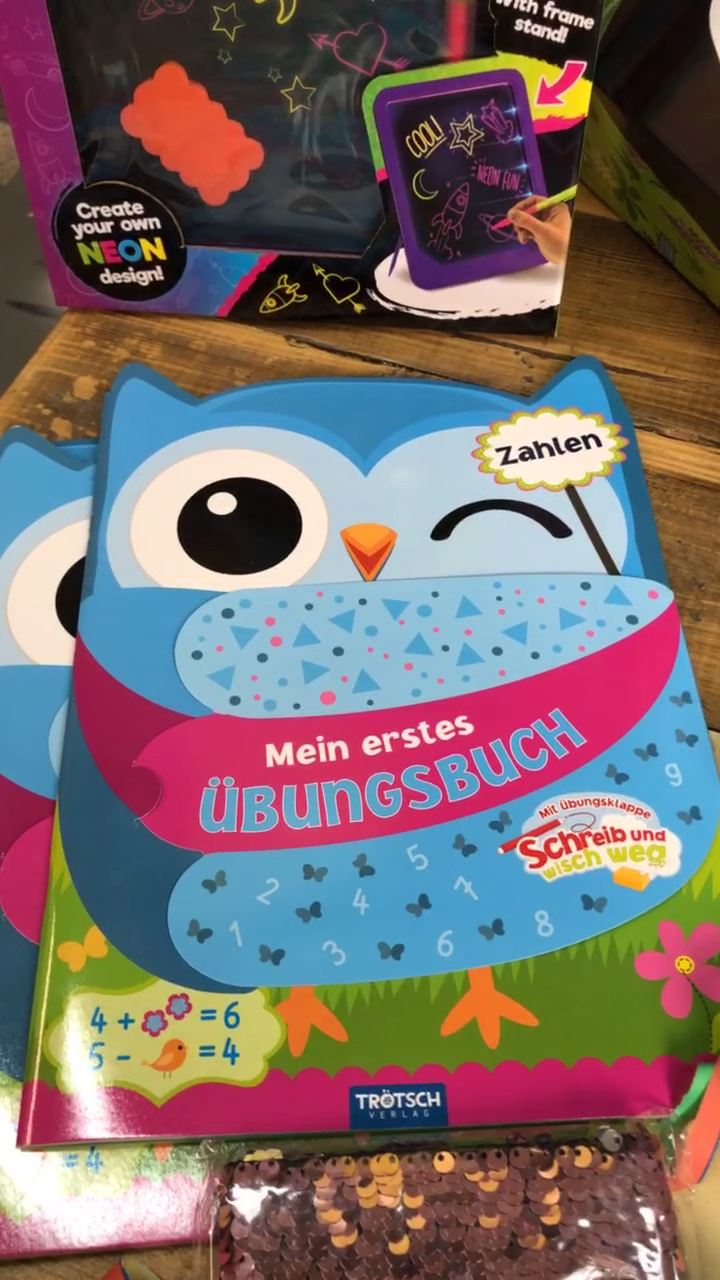 With frame
stand!
COOL!
NEON FUN
Create
your own
NEON
design!
Zahlen
Mein erstes
ÜBUNGSBUCH
Mit Übungsklappe
Schreib und
wisch weg
9
5
2
4
7
1
3
6
8
4 + = 6
5 - = 4
TRÖTSCH
VERLAG
= 4